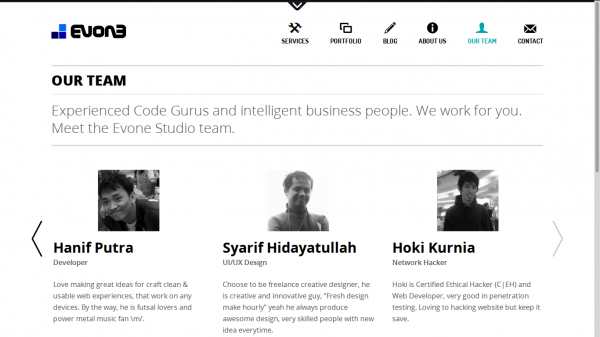 EVONE
SERVICES
PORTFOLIO
BLOG
ABOUT US
OUR TEAM
CONTACT
OUR TEAM
Experienced Code Gurus and intelligent business people. We work for you.
Meet the Evone Studio team.
Hanif Putra
Developer
Love making great ideas for craft clean &
usable web experiences, that work on any
devices. By the way, he is futsal lovers and
power metal music fan \m/.
Syarif Hidayatullah
UI/UX Design
Choose to be freelance creative designer, he
is creative and innovative guy, “Fresh design
make hourly” yeah he always produce
awesome design, very skilled people with new
idea everytime.
Hoki Kurnia
Network Hacker
Hoki is Certified Ethical Hacker (C|EH) and
Web Developer, very good in penetration
testing. Loving to hacking website but keep it
save.